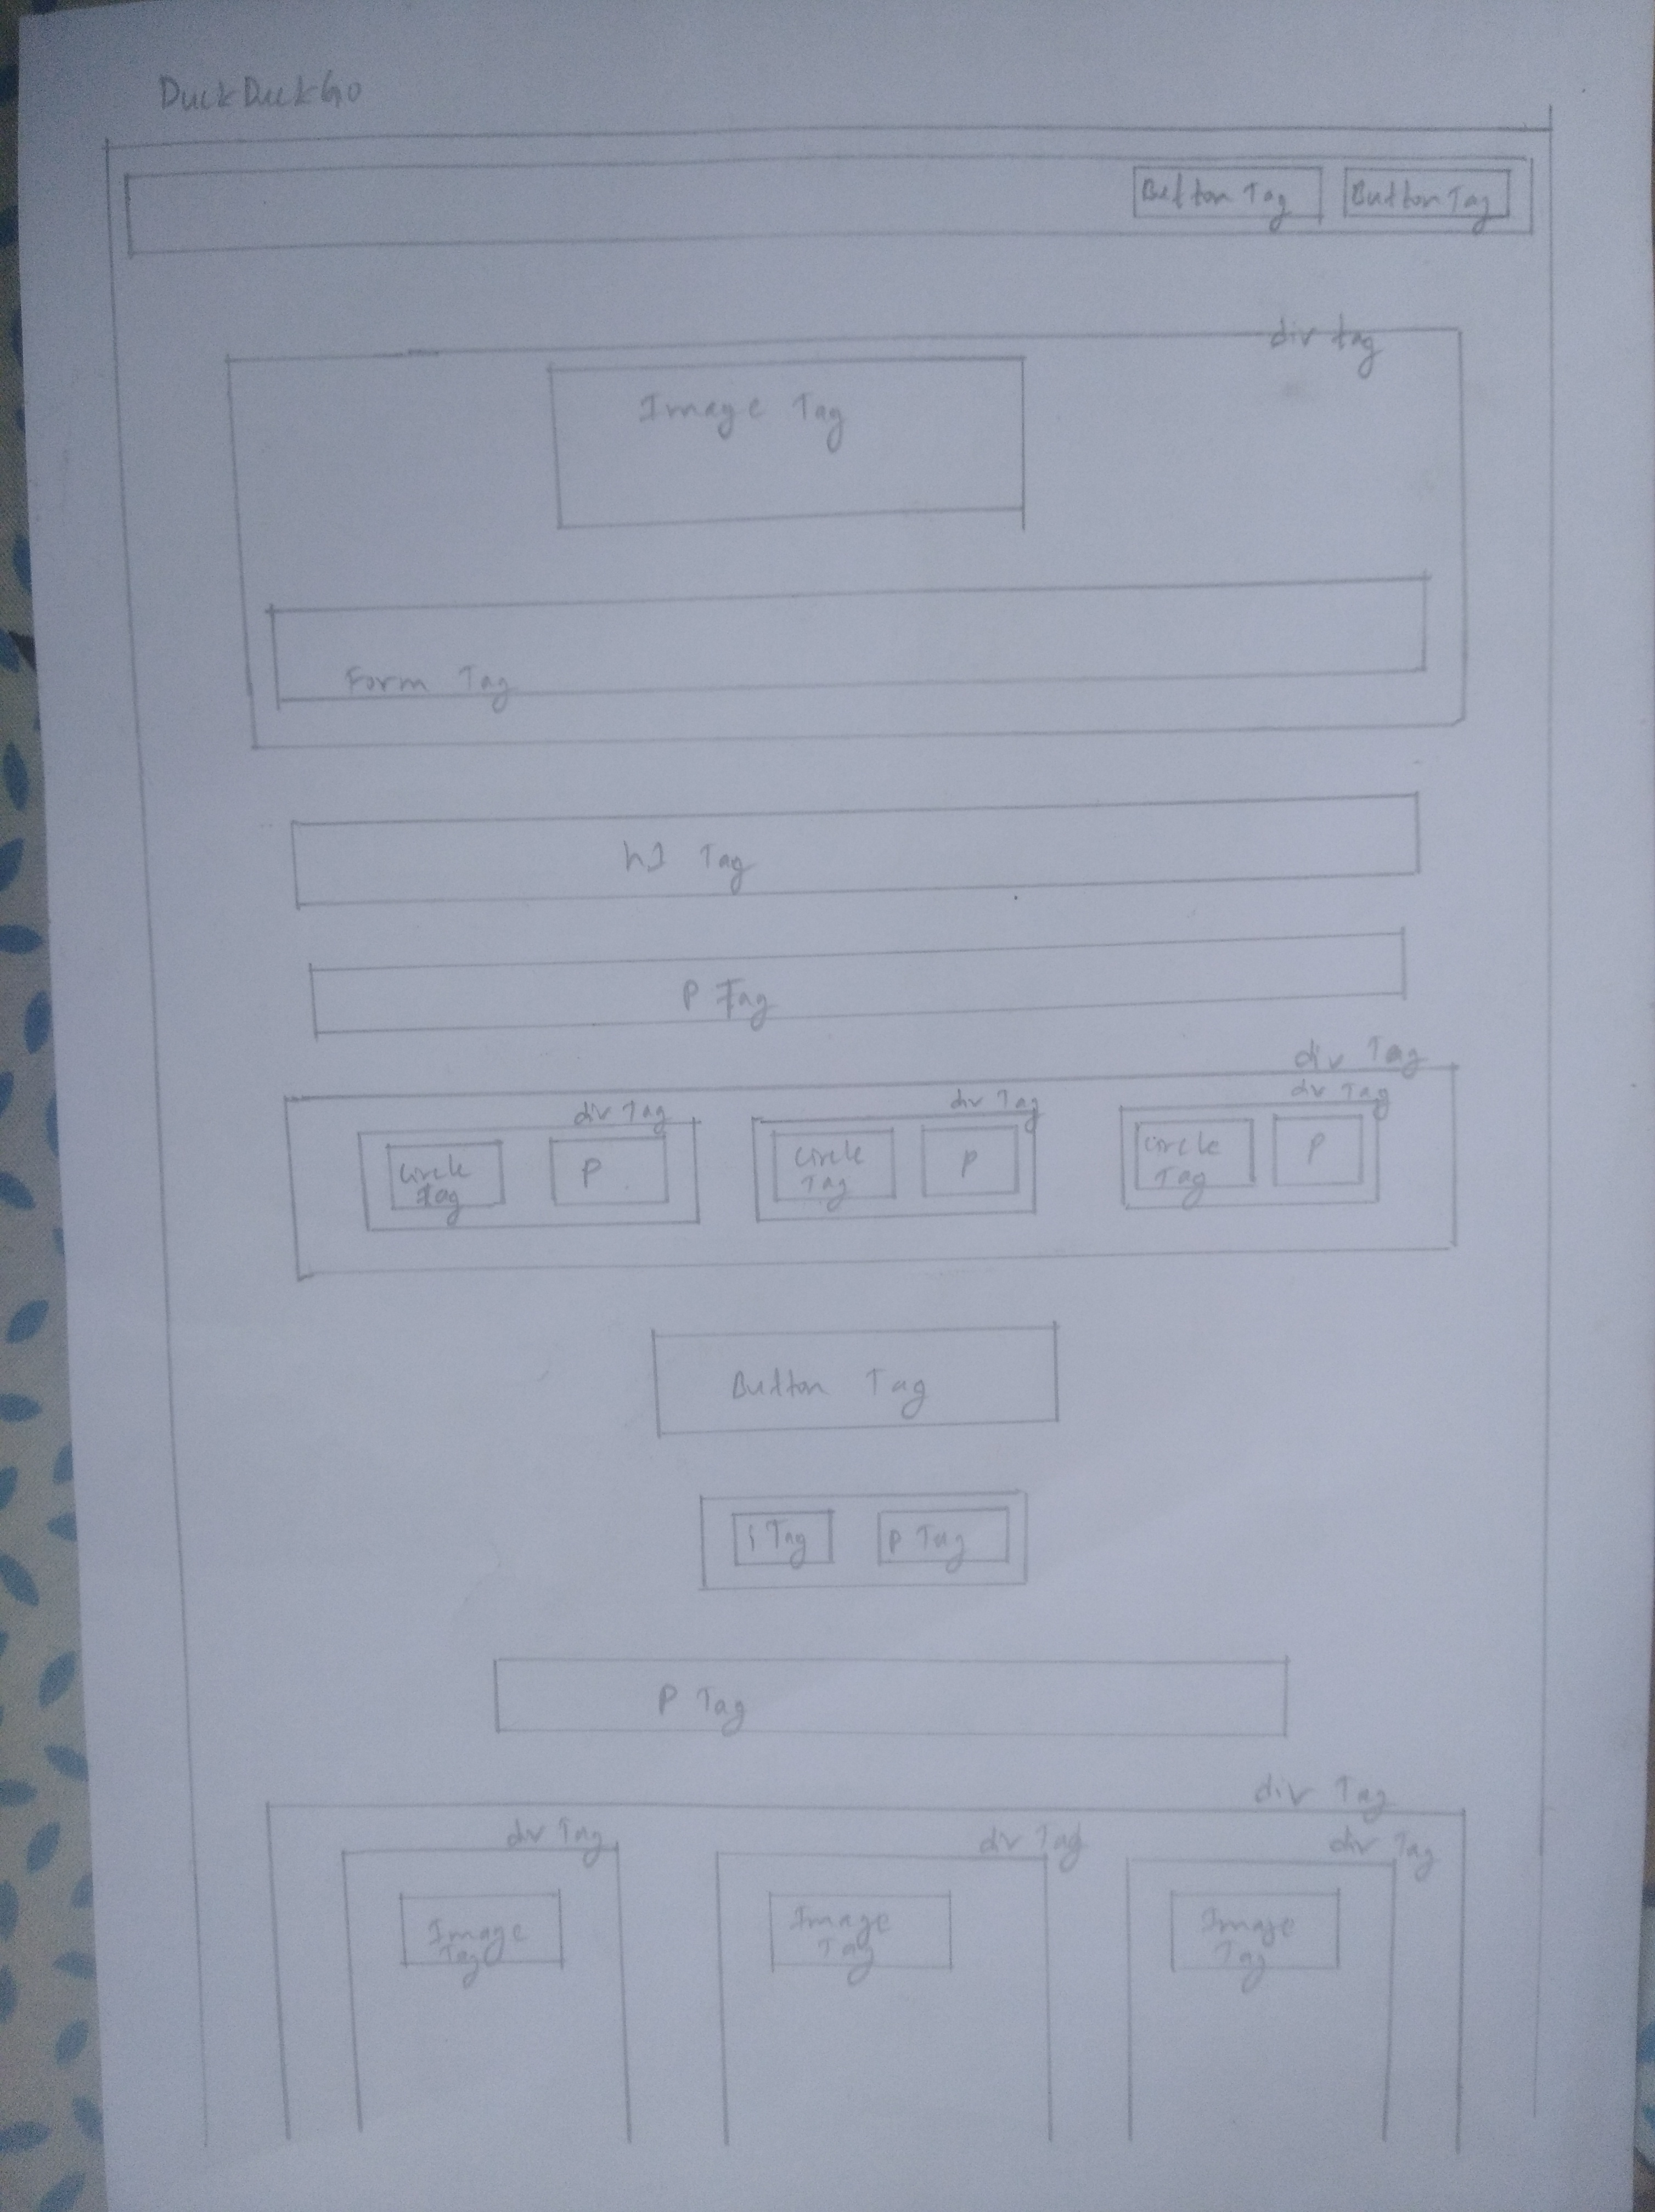 DuckDuckGo
Button Tag
Button Tag
div tag
Image Tag
Form Tag
h1 Tag
P Tag
div Tag
div Tag
div Tag
div Tag
Circle
Tag
P
Circle
Tag
P
Circle
Tag
P
Button Tag
i Tag
P Tag
P Tag
div Tag
div Tag
div Tag
div Tag
Image
Tag
Image
Tag
Image
Tag